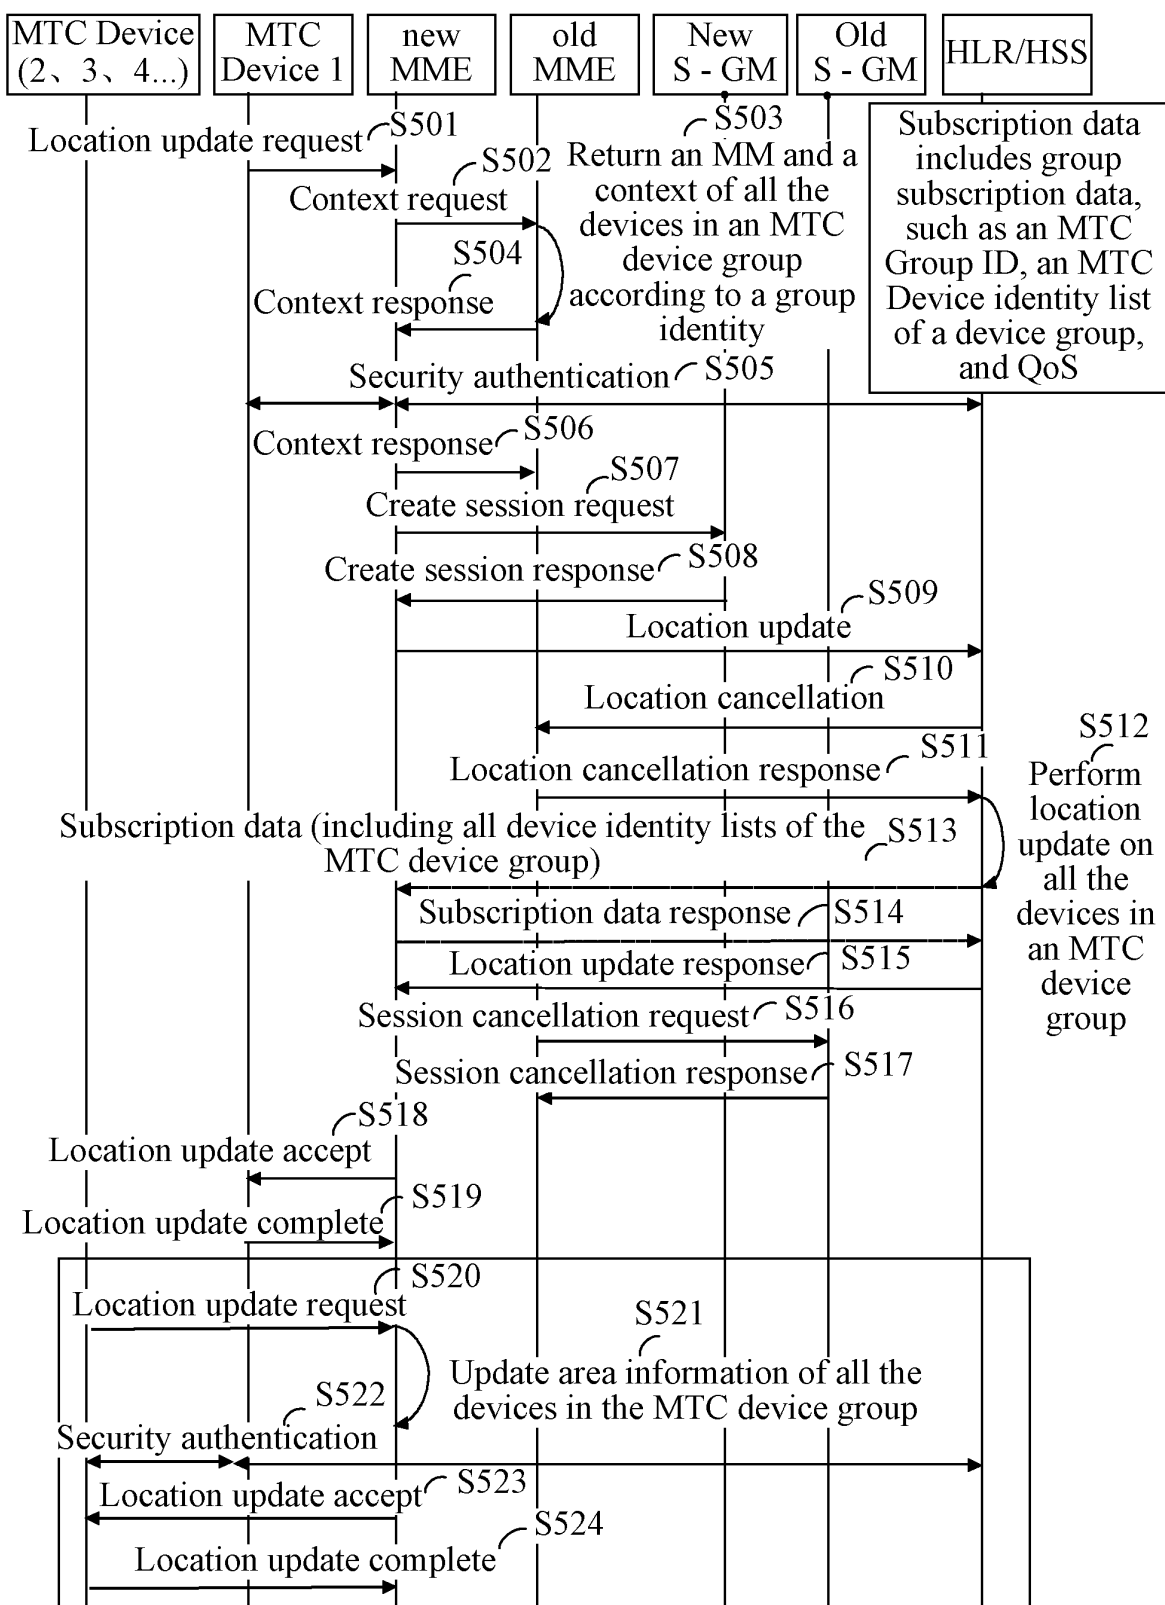 MTC Device
(2、3、4...)
MTC
Device 1
new
MME
old
MME
New
S - GM
Old
S - GM
HLR/HSS
Subscription data
includes group
subscription data,
such as an MTC
Group ID, an MTC
Device identity list
of a device group,
and QoS
S501
Location update request
S502
Context request
S503
Return an MM and a
context of all the
devices in an MTC
device group
according to a group
identity
S504
Context response
S505
Security authentication
S506
Context response
S507
Create session request
S508
Create session response
S509
Location update
S510
Location cancellation
S511
Location cancellation response
S512
Perform
location
update on
all the
devices in
an MTC
device
group
S513
Subscription data (including all device identity lists of the
MTC device group)
S514
Subscription data response
S515
Location update response
S516
Session cancellation request
S517
Session cancellation response
S518
Location update accept
S519
Location update complete
S520
Location update request
S521
Update area information of all the
devices in the MTC device group
S522
Security authentication
S523
Location update accept
S524
Location update complete